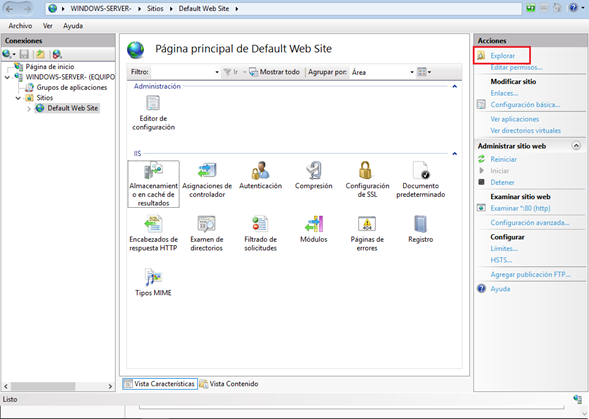 WINDOWS-SERVER- ▸ Sitios ▸ Default Web Site ▸
Archivo Ver Ayuda
Conexiones
Página de inicio
WINDOWS-SERVER- (EQUIPO
Grupos de aplicaciones
Sitios
Default Web Site
Página principal de Default Web Site
Filtro: Ir Mostrar todo Agrupar por: Área
Administración
Editor de
configuración
IIS
Almacenamient
o en caché de
resultados
Asignaciones de
controlador
Autenticación
Compresión
Configuración
de SSL
Documento
predeterminado
Encabezados de
respuesta HTTP
Examen de
directorios
Filtrado de
solicitudes
Módulos
404
Páginas de
errores
Registro
Tipos MIME
Vista Características Vista Contenido
Acciones
Explorar
Editar permisos...
Modificar sitio
Enlaces...
Configuración básica...
Ver aplicaciones
Ver directorios virtuales
Administrar sitio web
Reiniciar
Iniciar
Detener
Examinar sitio web
Examinar *:80 (http)
Configuración avanzada...
Configurar
Límites...
HSTS...
Agregar publicación FTP...
Ayuda
Listo